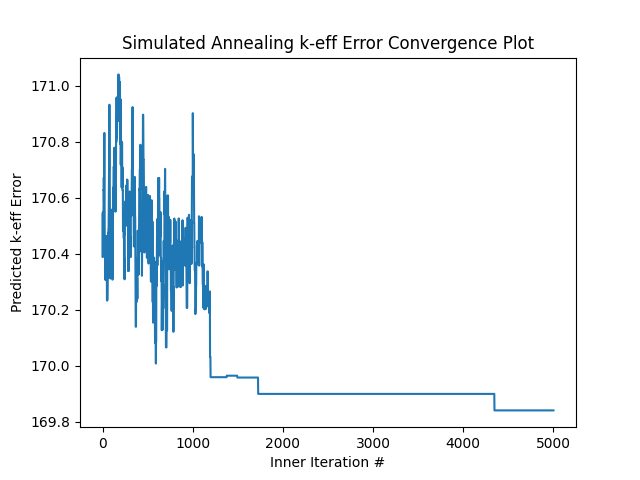 Simulated Annealing k-eff Error Convergence Plot
Predicted k-eff Error
171.0
170.8
170.6
170.4
170.2
170.0
169.8
0 1000 2000 3000 4000 5000
Inner Iteration #